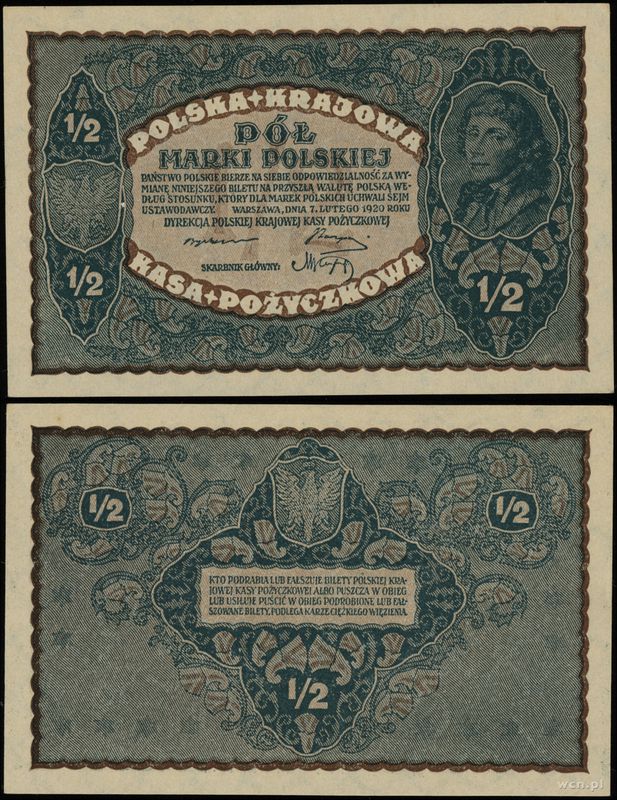 1/2
POLSKA KRAJOWA
PÓŁ
MARKI POLSKIEJ
PAŃSTWO POLSKIE BIERZE NA SIEBIE ODPOWIEDZIALNOŚĆ ZA WY-
MIANĘ NINIEJSZEGO BILETU NA PRZYSZŁĄ WALUTĘ POLSKĄ WE-
DŁUG STOSUNKU, KTÓRY DLA MAREK POLSKICH UCHWALI SEJM
USTAWODAWCZY. WARSZAWA, DNIA 7. LUTEGO 1920 ROKU
DYREKCJA POLSKIEJ KRAJOWEJ KASY POŻYCZKOWEJ
SKARBNIK GŁÓWNY:
KASA POŻYCZKOWA
1/2
1/2
1/2
1/2
KTO PODRABIA LUB FAŁSZUJE BILETY POLSKIEJ KRA-
JOWEJ KASY POŻYCZKOWEJ ALBO PUSZCZA W OBIEG
LUB USIŁUJE PUŚCIĆ W OBIEG PODROBIONE LUB FAŁ-
SZOWANE BILETY, PODLEGA KARZE CIĘŻKIEGO WIĘZIENIA.
1/2
wcn.pl